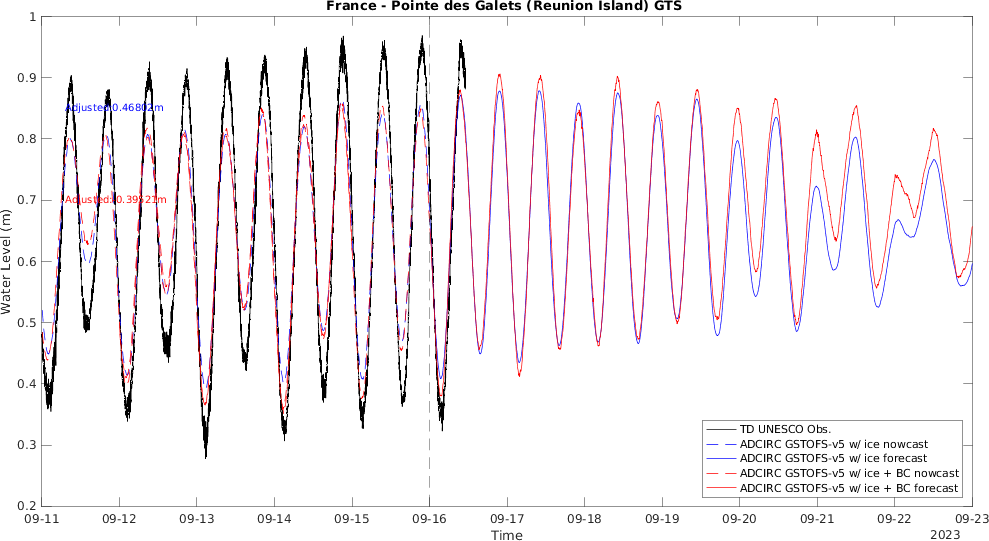 France - Pointe des Galets (Reunion Island) GTS
1
0.9
0.8
0.7
0.6
0.5
0.4
0.3
0.2
Water Level (m)
Adjusted:0.46802m
Adjusted:0.39521m
TD UNESCO Obs.
ADCIRC GSTOFS-v5 w/ ice nowcast
ADCIRC GSTOFS-v5 w/ ice forecast
ADCIRC GSTOFS-v5 w/ ice + BC nowcast
ADCIRC GSTOFS-v5 w/ ice + BC forecast
09-11 09-12 09-13 09-14 09-15 09-16 09-17 09-18 09-19 09-20 09-21 09-22 09-23
Time
2023